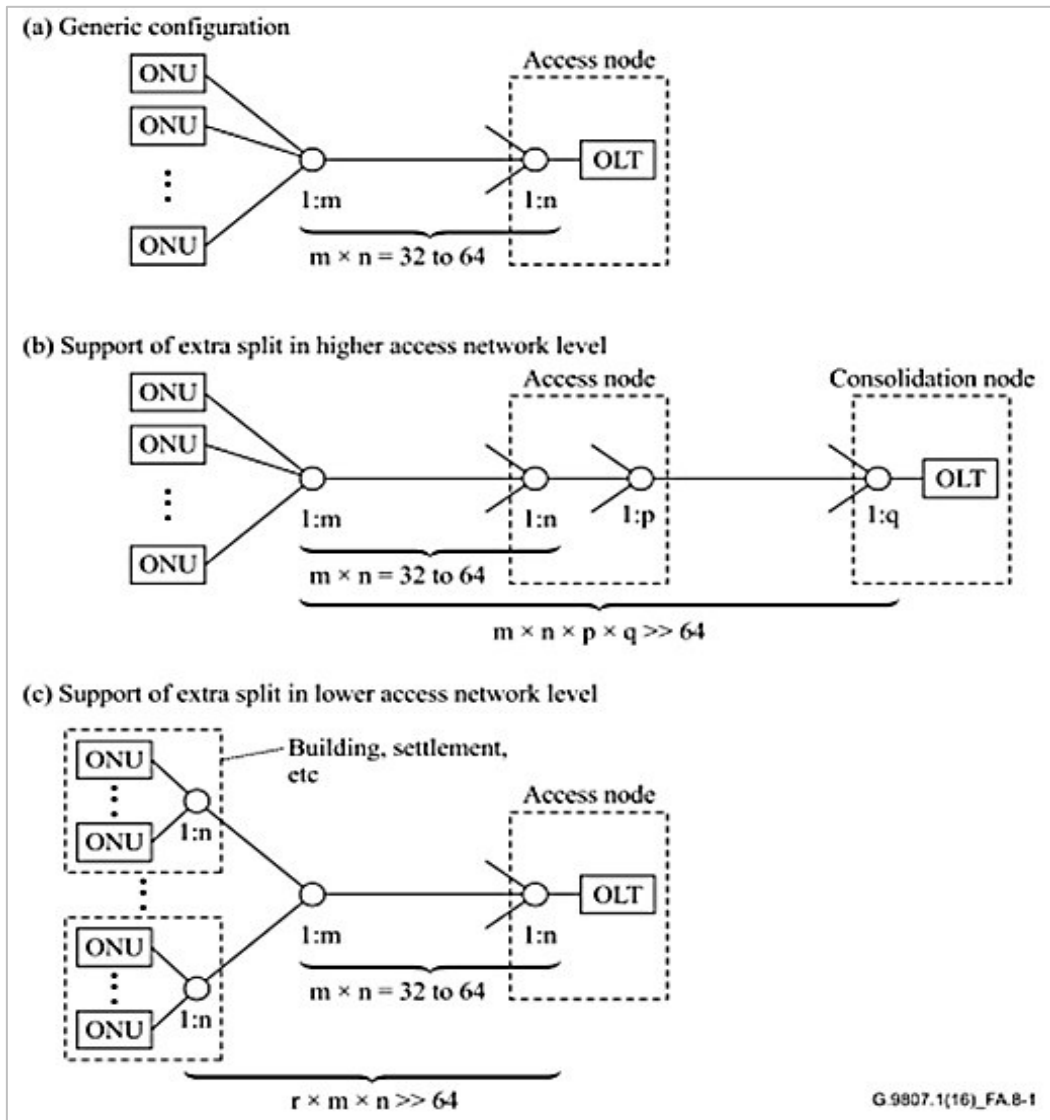 (a) Generic configuration
Access node
ONU
ONU
ONU
OLT
1:m
1:n
m × n = 32 to 64
(b) Support of extra split in higher access network level
Access node
Consolidation node
ONU
ONU
ONU
OLT
1:m
1:n
1:p
1:q
m × n = 32 to 64
m × n × p × q >> 64
(c) Support of extra split in lower access network level
Building, settlement,
etc
Access node
ONU
ONU
1:n
OLT
1:m
1:n
ONU
ONU
1:n
m × n = 32 to 64
r × m × n >> 64
G.9807.1(16)_FA.8-1